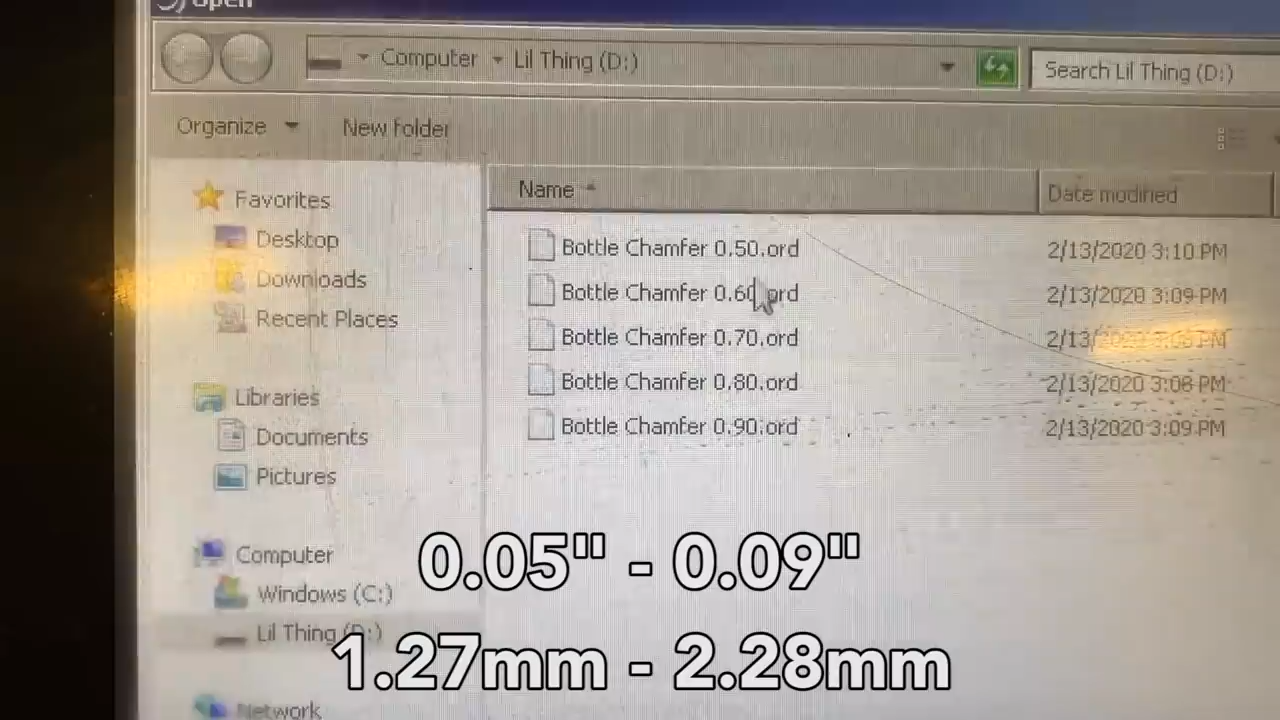 Open
Computer Lil Thing (D:)
Search Lil Thing (D:)
Organize New folder
Name Date modified
Favorites
Desktop
Downloads
Recent Places
Libraries
Documents
Pictures
Computer
Windows (C:)
Lil Thing (D:)
Network
Bottle Chamfer 0.50.ord 2/13/2020 3:10 PM
Bottle Chamfer 0.60.ord 2/13/2020 3:09 PM
Bottle Chamfer 0.70.ord 2/13/2020 PM
Bottle Chamfer 0.80.ord 2/13/2020 3:08 PM
Bottle Chamfer 0.90.ord 2/13/2020 3:09 PM
0.05" - 0.09"
1.27mm - 2.28mm